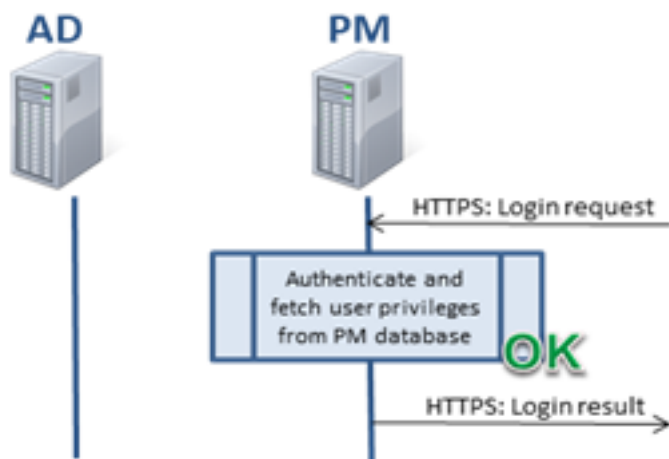 AD
PM
HTTPS: Login request
Authenticate and
fetch user privileges
from PM database
OK
HTTPS: Login result